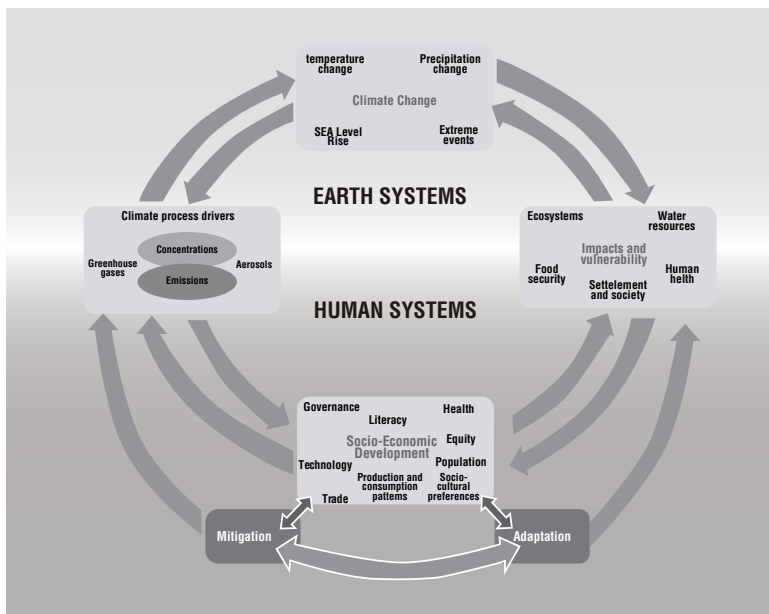 temperature
change
Precipitation
change
Climate Change
SEA Level
Rise
Extreme
events
EARTH SYSTEMS
Climate process drivers
Concentrations
Greenhouse
gases
Aerosols
Emissions
Ecosystems
Water
resources
Impacts and
vulnerability
Food
security
Human
helth
Settelement
and society
HUMAN SYSTEMS
Governance
Literacy
Health
Socio-Economic
Development
Equity
Technology
Population
Production and
consumption
pattems
Socio-
cultural
preferences
Trade
Mitigation
Adaptation